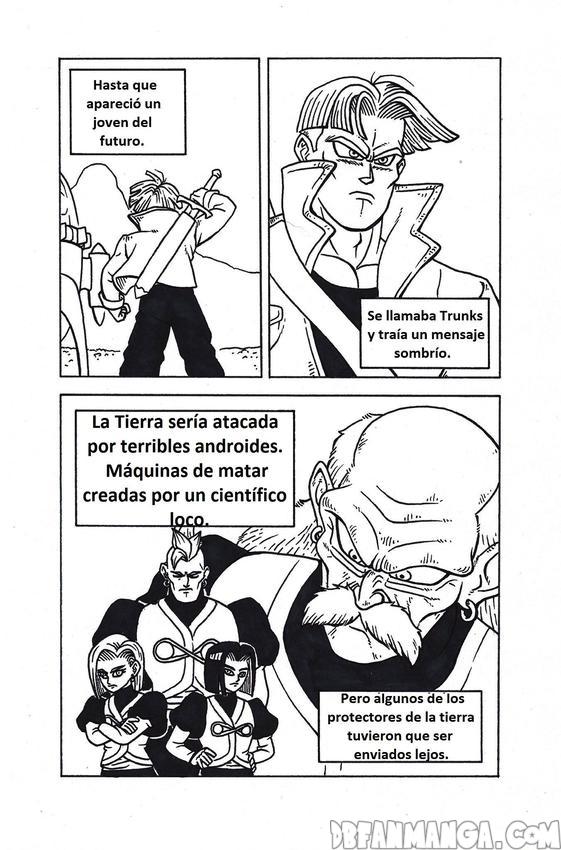 Hasta que
apareció un
joven del
futuro.
Se llamaba Trunks
y traía un mensaje
sombrío.
La Tierra sería atacada
por terribles androides.
Máquinas de matar
creadas por un científico
loco.
Pero algunos de los
protectores de la tierra
tuvieron que ser
enviados lejos.
DBFANMANGA.COM